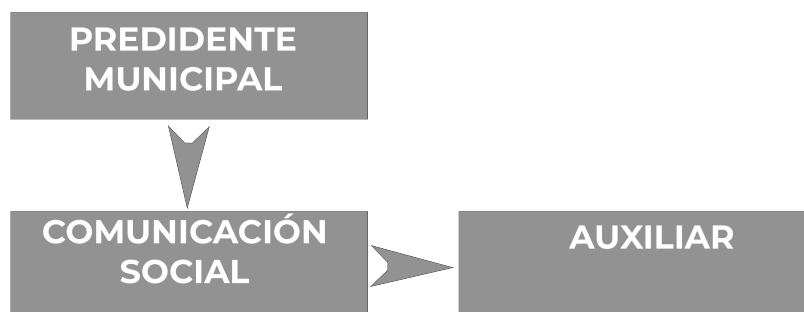 PREDIDENTE
MUNICIPAL
COMUNICACIÓN
SOCIAL
AUXILIAR